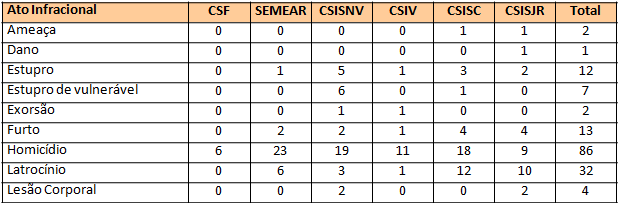 Ato Infracional CSF SEMEAR CSISNV CSIV CSISC CSISJR Total
Ameaça 0 0 0 0 1 1 2
Dano 0 0 0 0 0 1 1
Estupro 0 1 5 1 3 2 12
Estupro de vulnerável 0 0 6 0 1 0 7
Exorsão 0 0 1 1 0 0 2
Furto 0 2 2 1 4 4 13
Homicídio 6 23 19 11 18 9 86
Latrocínio 0 6 3 1 12 10 32
Lesão Corporal 0 0 2 0 0 2 4